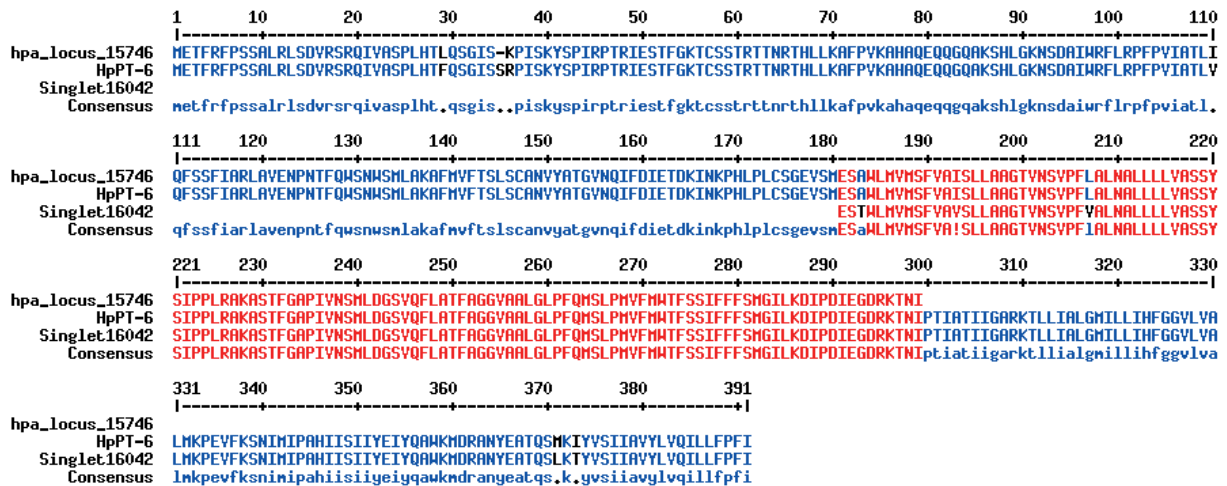 1 10 20 30 40 50 60 70 80 90 100 110
|--------+---------+---------+---------+---------+---------+---------+---------+---------+---------+---------|
hpa_locus_15746 METFRFPSSALRLSDVRSRQIVASPLHTLQSGIS-KPISKYSPIRPTRIESTFGKTCSSTRTTNRTHLLKAFPVKAHAQEQQGQAKSHLGKNSDAIWRFLRPFPVIATLI
HpPT-6 METFRFPSSALRLSDVRSRQIVASPLHTFQSGISSRPISKYSPIRPTRIESTFGKTCSSTRTTNRTHLLKAFPVKAHAQEQQGQAKSHLGKNSDAIWRFLRPFPVIATLV
Singlet16042
Consensus metfrfpssalrlsdvrsrqivasplht.qsgis..piskyspirptriestfgktcsstrttnrthllkafpvkahaqeqqgqakshlgknsdaiwrflrpfpviatl.
111 120 130 140 150 160 170 180 190 200 210 220
|--------+---------+---------+---------+---------+---------+---------+---------+---------+---------+---------|
hpa_locus_15746 QFSSFIARLAVENPNTFQWSNWSMLAKAFMVFTSLSCANVYATGVNQIFDIETDKINKPHLPLCSGEVSMESAWLMVMSFVAISLLAAGTVNSVPFLALNALLLLVASSY
HpPT-6 QFSSFIARLAVENPNTFQWSNWSMLAKAFMVFTSLSCANVYATGVNQIFDIETDKINKPHLPLCSGEVSMESAWLMVMSFVAISLLAAGTVNSVPFLALNALLLLVASSY
Singlet16042 ESTWLMVMSFVAVSLLAAGTVNSVPFVALNALLLLVASSY
Consensus qfssfiarlavenpntfqwsnwsmlakafmvftslscanvyatgvnqifdietdkinkphlplcsgevsmESaWLMVMSFVA!SLLAAGTVNSVPFlALNALLLLVASSY
221 230 240 250 260 270 280 290 300 310 320 330
|--------+---------+---------+---------+---------+---------+---------+---------+---------+---------+---------|
hpa_locus_15746 SIPPLRAKASTFGAPIVNSMLDGSVQFLATFAGGVAALGLPFQMSLPMVFMWTFSSIFFFSMGILKDIPDIEGDRKTNI
HpPT-6 SIPPLRAKASTFGAPIVNSMLDGSVQFLATFAGGVAALGLPFQMSLPMVFMWTFSSIFFFSMGILKDIPDIEGDRKTNIPTIATIIGARKTLLIALGMILLIHFGGVLVA
Singlet16042 SIPPLRAKASTFGAPIVNSMLDGSVQFLATFAGGVAALGLPFQMSLPMVFMWTFSSIFFFSMGILKDIPDIEGDRKTNIPTIATIIGARKTLLIALGMILLIHFGGVLVA
Consensus SIPPLRAKASTFGAPIVNSMLDGSVQFLATFAGGVAALGLPFQMSLPMVFMWTFSSIFFFSMGILKDIPDIEGDRKTNIptiatiigarktlliialgmillihfggvlva
331 340 350 360 370 380 391
|--------+---------+---------+---------+---------+---------+|
hpa_locus_15746
HpPT-6 LMKPEVFKSNIMIPAHIISIIYEIYQAWKMDRANYEATQSMKIYVSIIAVYLVQILLFPFI
Singlet16042 LMKPEVFKSNIMIPAHIISIIYEIYQAWKMDRANYEATQSLKTYVSIIAVYLVQILLFPFI
Consensus lmkpevfksnimipahiisiiyeiyqawkmdranyeatqs.k.yvsiiavylvqillfpfi